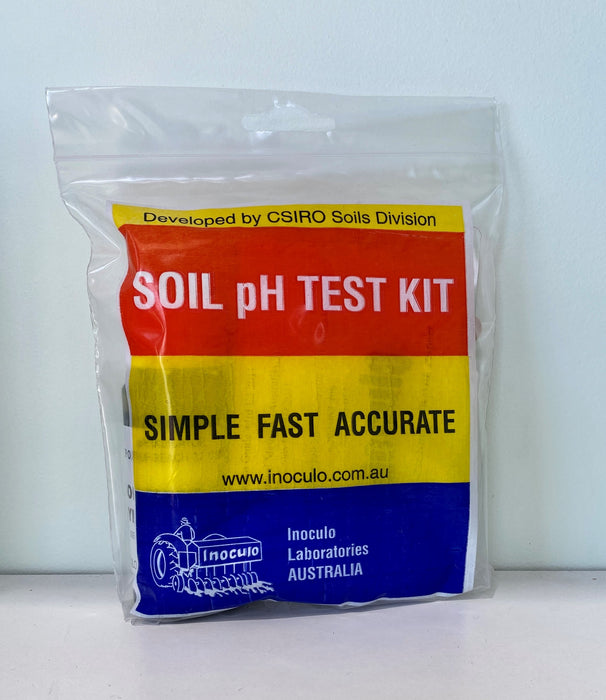 Developed by CSIRO Soils Division
SOIL pH TEST KIT
SIMPLE FAST ACCURATE
www.inoculo.com.au
Inoculo
Inoculo
Laboratories
AUSTRALIA